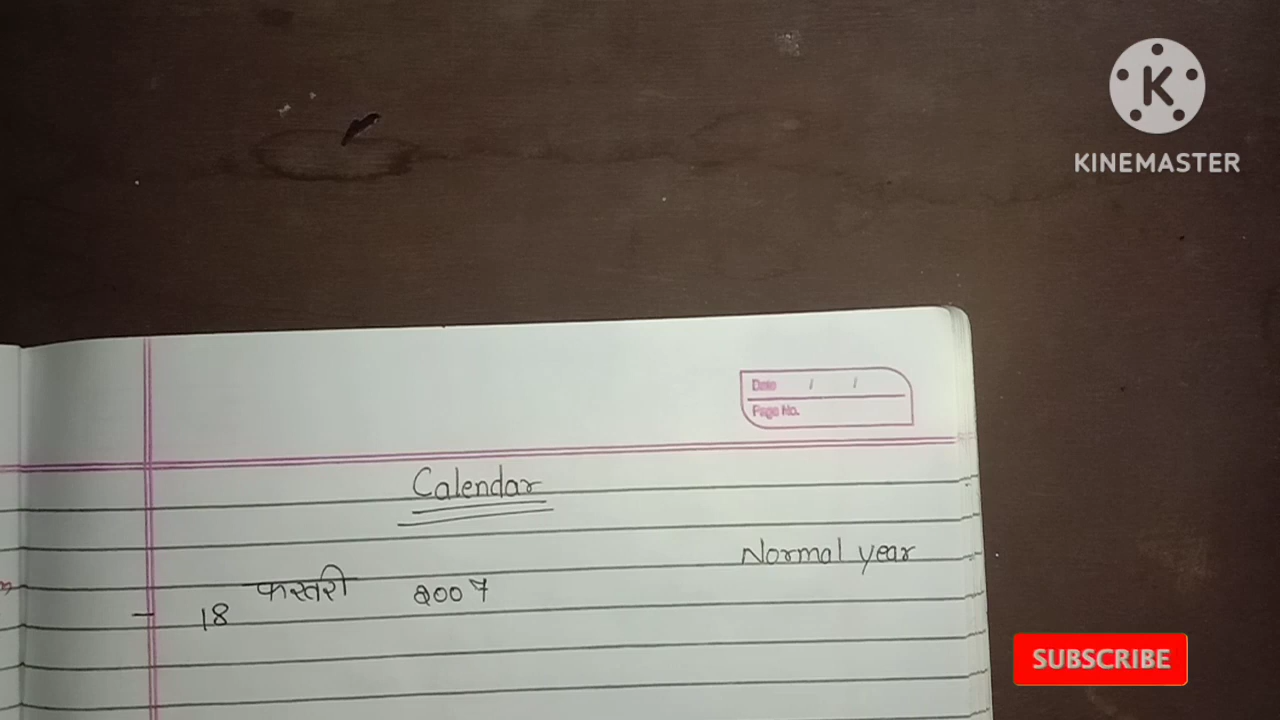 KINEMASTER
Date / /
Page No.
Calendar
Normal year
18 फरवरी 2007
SUBSCRIBE